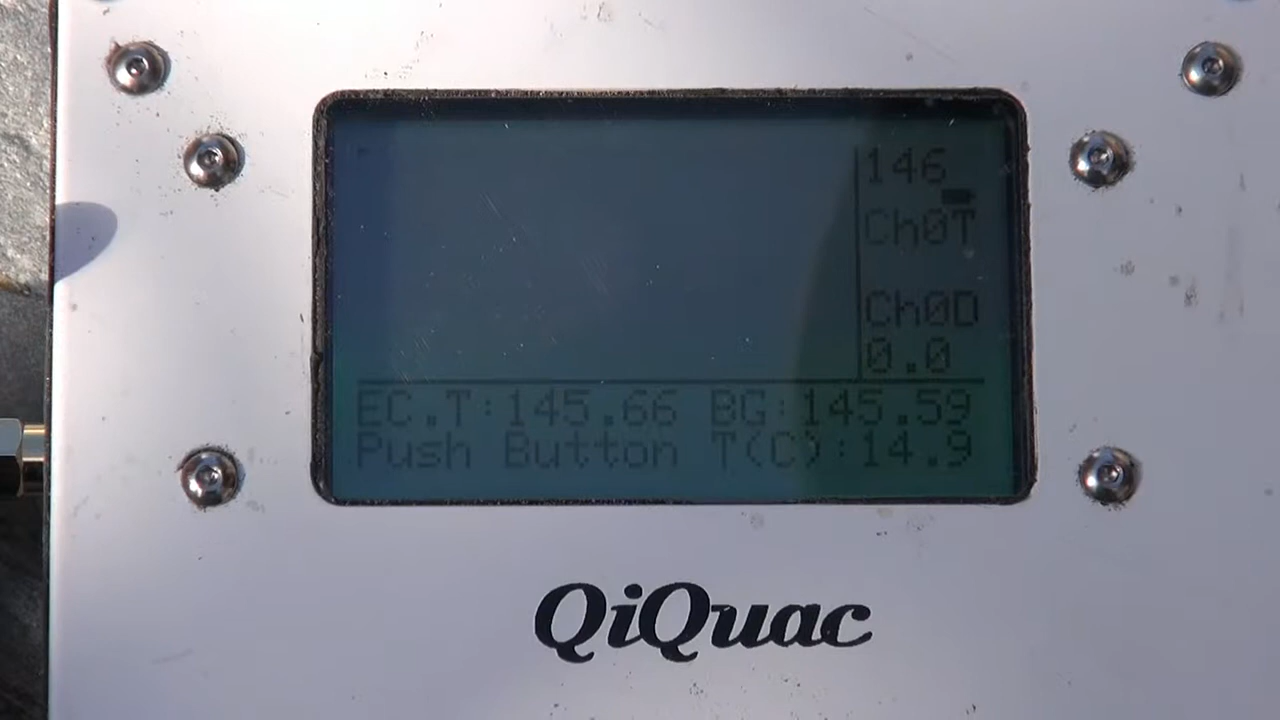 146
Ch0T
Ch0D
0.0
EC.T:145.66 BG:145.59
Push Button T(C):14.9
QiQuac